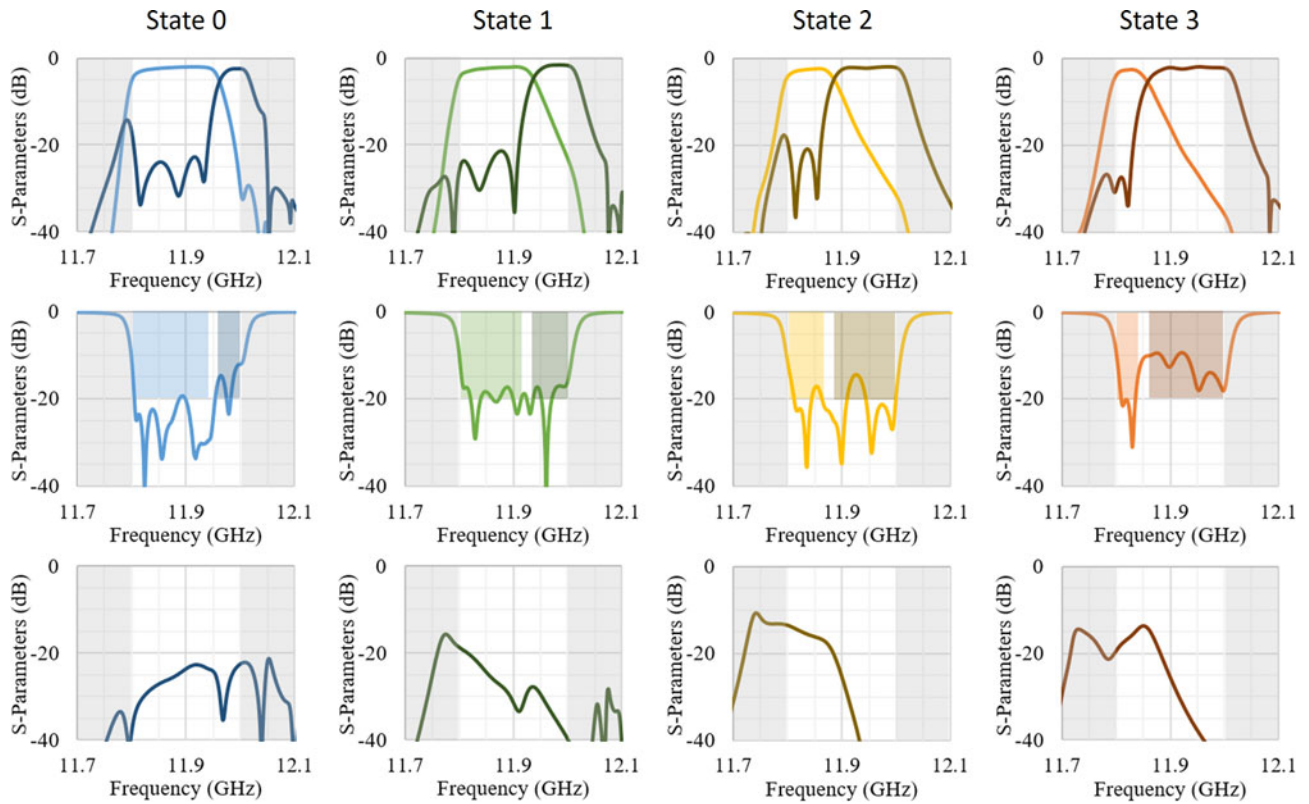 State 0 State 1 State 2 State 3
S-Parameters (dB) 0 -20 -40 11.7 11.9 12.1 Frequency (GHz)
S-Parameters (dB) 0 -20 -40 11.7 11.9 12.1 Frequency (GHz)
S-Parameters (dB) 0 -20 -40 11.7 11.9 12.1 Frequency (GHz)
S-Parameters (dB) 0 -20 -40 11.7 11.9 12.1 Frequency (GHz)
S-Parameters (dB) 0 -20 -40 11.7 11.9 12.1 Frequency (GHz)
S-Parameters (dB) 0 -20 -40 11.7 11.9 12.1 Frequency (GHz)
S-Parameters (dB) 0 -20 -40 11.7 11.9 12.1 Frequency (GHz)
S-Parameters (dB) 0 -20 -40 11.7 11.9 12.1 Frequency (GHz)
S-Parameters (dB) 0 -20 -40 11.7 11.9 12.1 Frequency (GHz)
S-Parameters (dB) 0 -20 -40 11.7 11.9 12.1 Frequency (GHz)
S-Parameters (dB) 0 -20 -40 11.7 11.9 12.1 Frequency (GHz)
S-Parameters (dB) 0 -20 -40 11.7 11.9 12.1 Frequency (GHz)